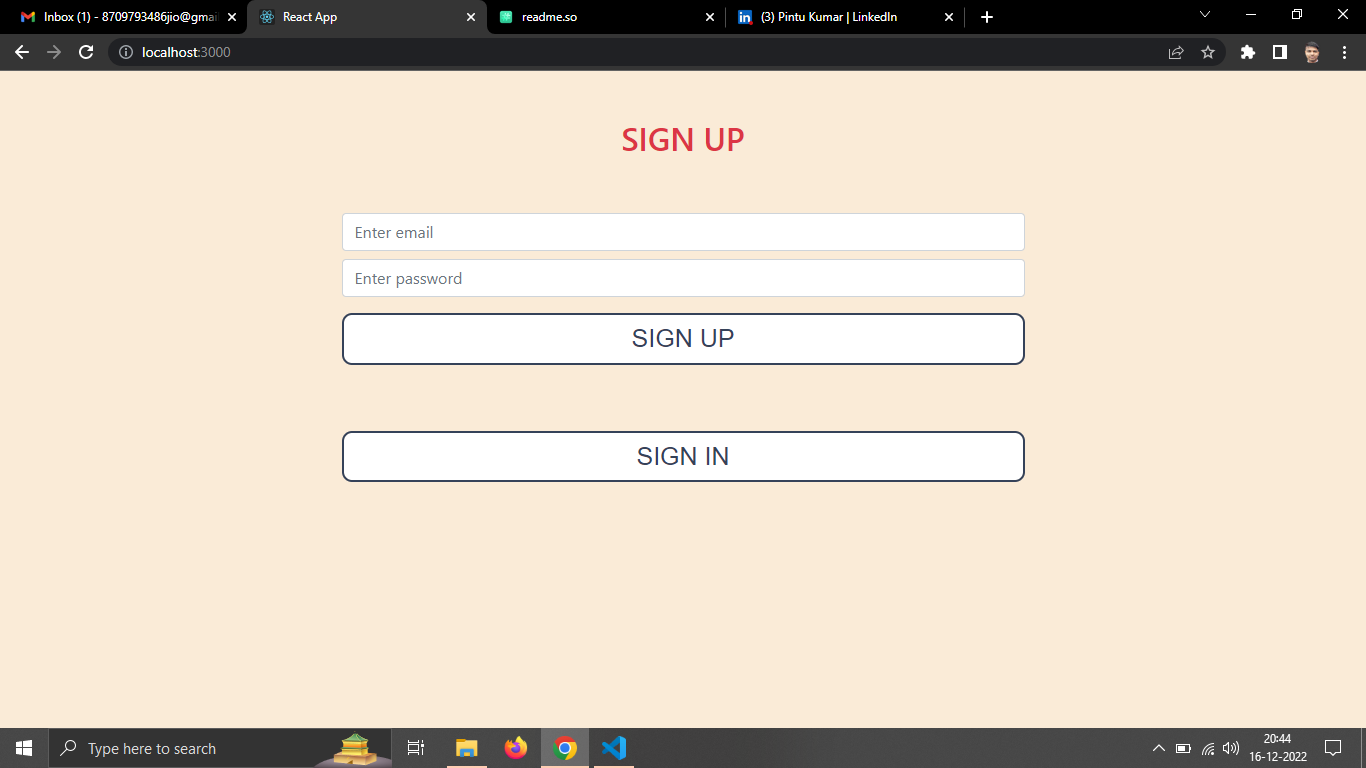 Inbox (1) - 8709793486jio@gmai
React App
readme.so
(3) Pintu Kumar | LinkedIn
localhost:3000
SIGN UP
Enter email
Enter password
SIGN UP
SIGN IN
Type here to search
20:44
16-12-2022